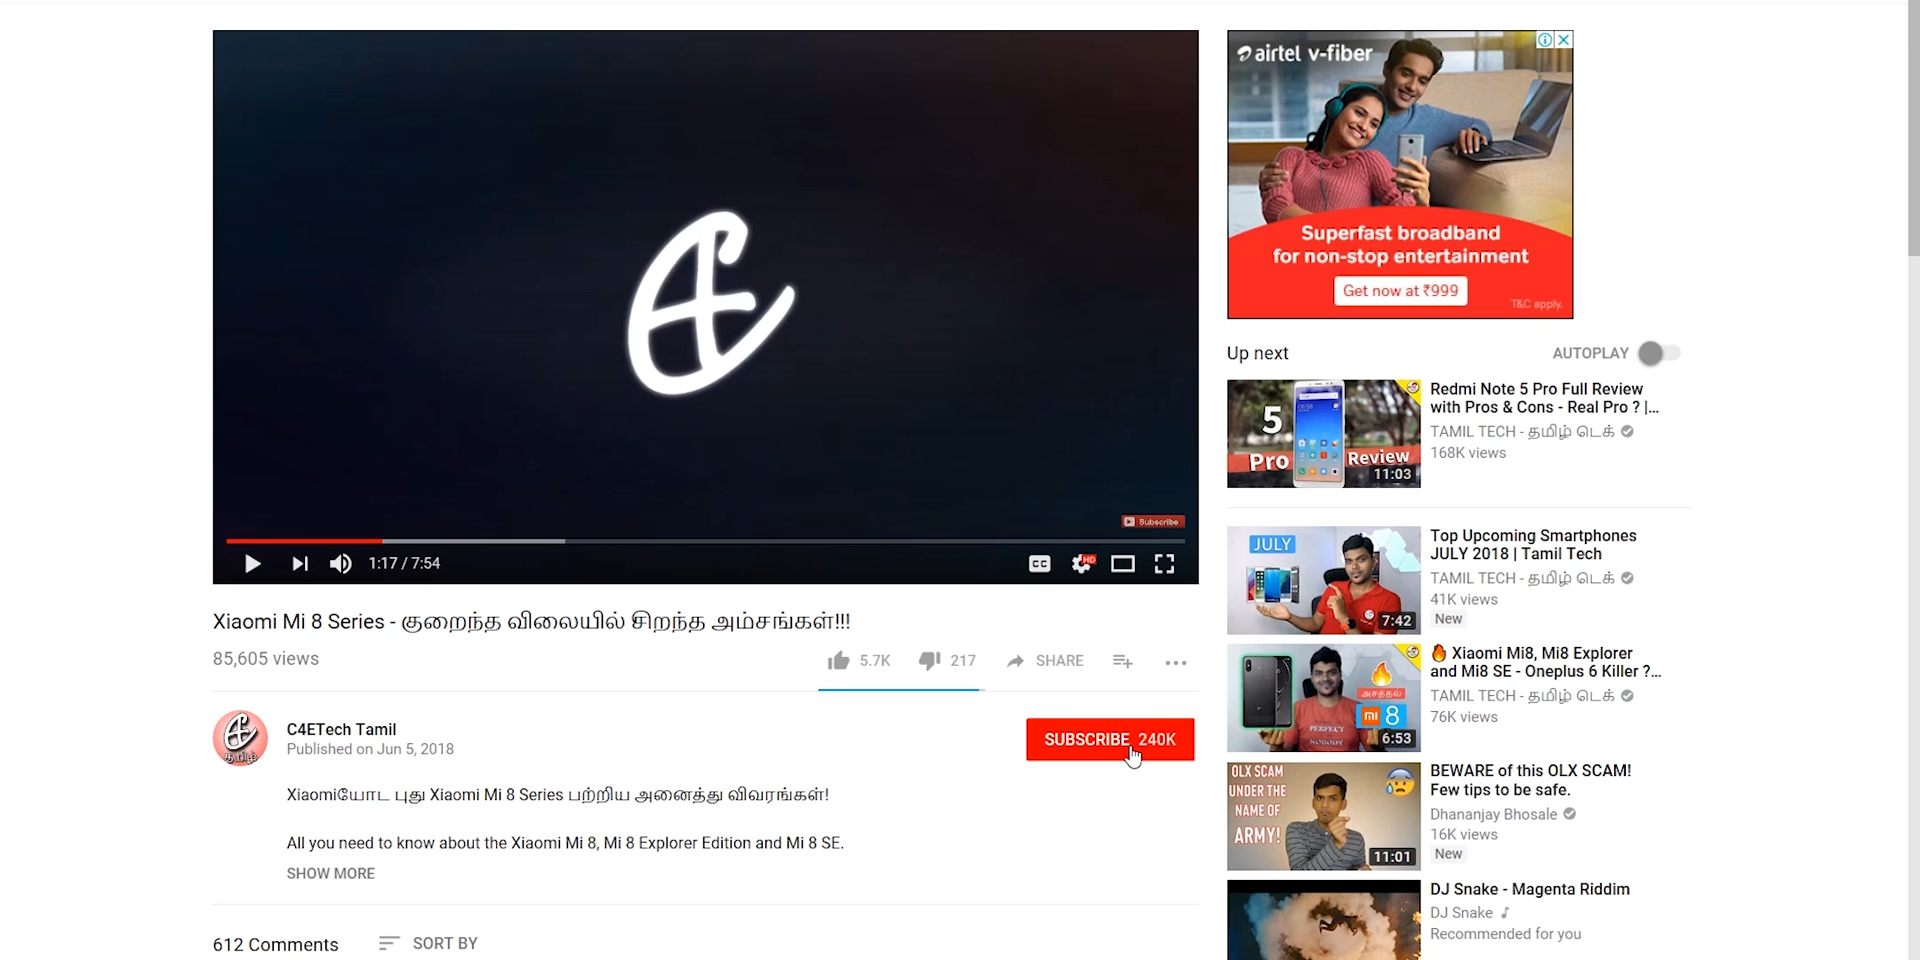 airtel v-fiber
Superfast broadband
for non-stop entertainment
Get now at ₹999
T&C apply.
Subscribe
1:17 / 7:54
CC
HD
Xiaomi Mi 8 Series - குறைந்த விலையில் சிறந்த அம்சங்கள்!!!
85,605 views
5.7K
217
SHARE
C4ETech Tamil
Published on Jun 5, 2018
SUBSCRIBE 240K
தமிழ்
Xiaomiயோட புது Xiaomi Mi 8 Series பற்றிய அனைத்து விவரங்கள்!
All you need to know about the Xiaomi Mi 8, Mi 8 Explorer Edition and Mi 8 SE.
SHOW MORE
612 Comments
SORT BY
Up next
AUTOPLAY
5
Pro
Review
11:03
Redmi Note 5 Pro Full Review
with Pros & Cons - Real Pro ? |...
TAMIL TECH - தமிழ் டெக்
168K views
JULY
7:42
Top Upcoming Smartphones
JULY 2018 | Tamil Tech
TAMIL TECH - தமிழ் டெக்
41K views
New
அசத்தல்
mi 8
PERFECT
NOBODY
6:53
Xiaomi Mi8, Mi8 Explorer
and Mi8 SE - Oneplus 6 Killer ?...
TAMIL TECH - தமிழ் டெக்
76K views
OLX SCAM
UNDER THE
NAME OF
ARMY!
11:01
BEWARE of this OLX SCAM!
Few tips to be safe.
Dhananjay Bhosale
16K views
New
DJ Snake - Magenta Riddim
DJ Snake
Recommended for you